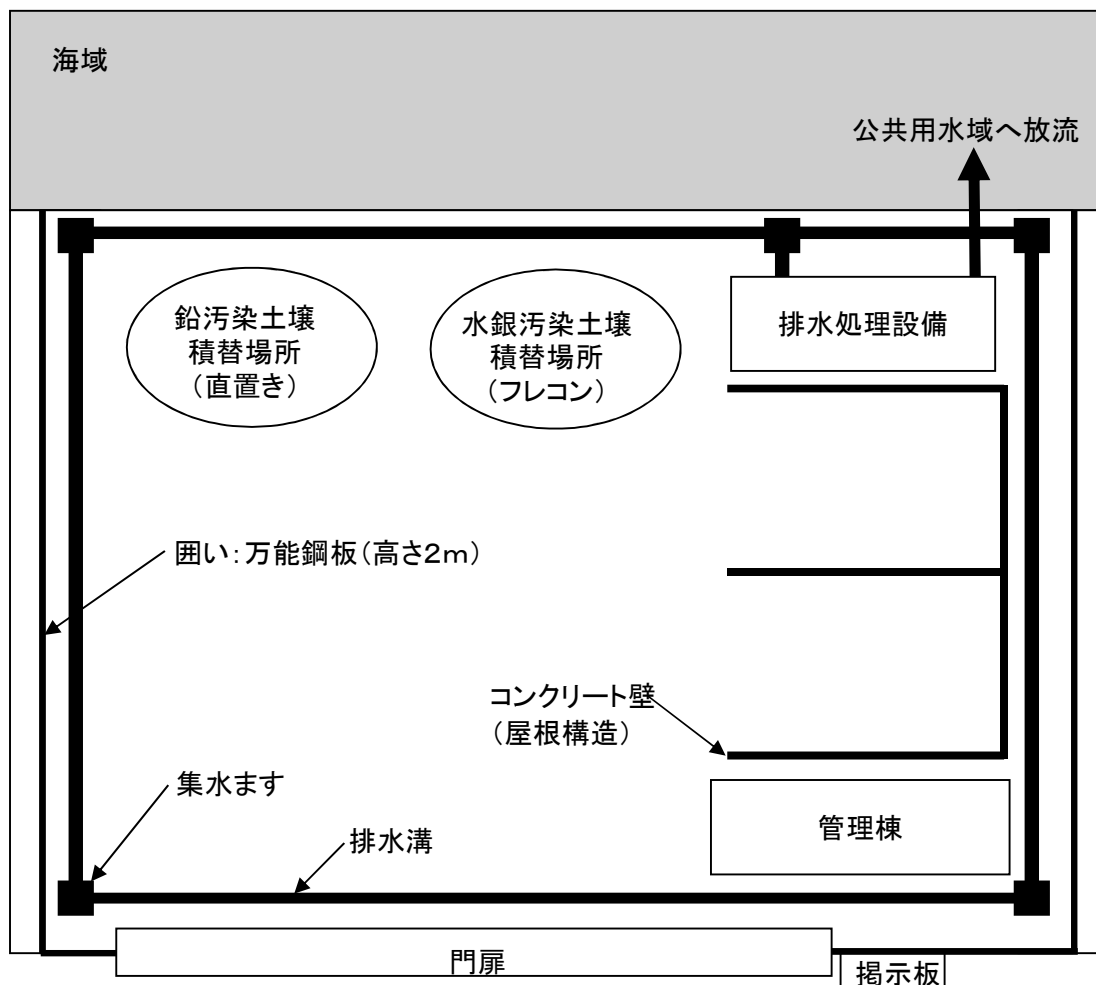 海域
公共用水域へ放流
鉛汚染土壌
積替場所
(直置き)
水銀汚染土壌
積替場所
(フレコン)
排水処理設備
囲い:万能鋼板(高さ2m)
コンクリート壁
(屋根構造)
集水ます
管理棟
排水溝
門扉
掲示板